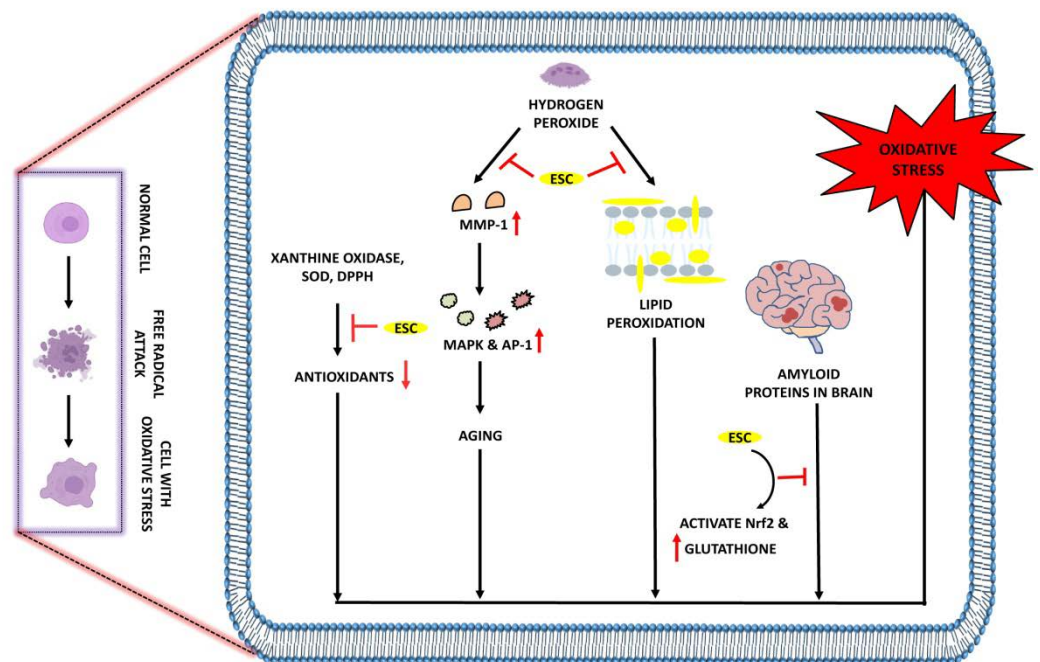 NORMAL CELL
FREE RADICAL
ATTACK
CELL WITH
OXIDATIVE STRESS
HYDROGEN
PEROXIDE
ESC
MMP-1
XANTHINE OXIDASE,
SOD, DPPH
ESC
MAPK & AP-1
ANTIOXIDANTS
AGING
LIPID
PEROXIDATION
AMYLOID
PROTEINS IN BRAIN
ESC
ACTIVATE Nrf2 &
GLUTATHIONE
OXIDATIVE
STRESS